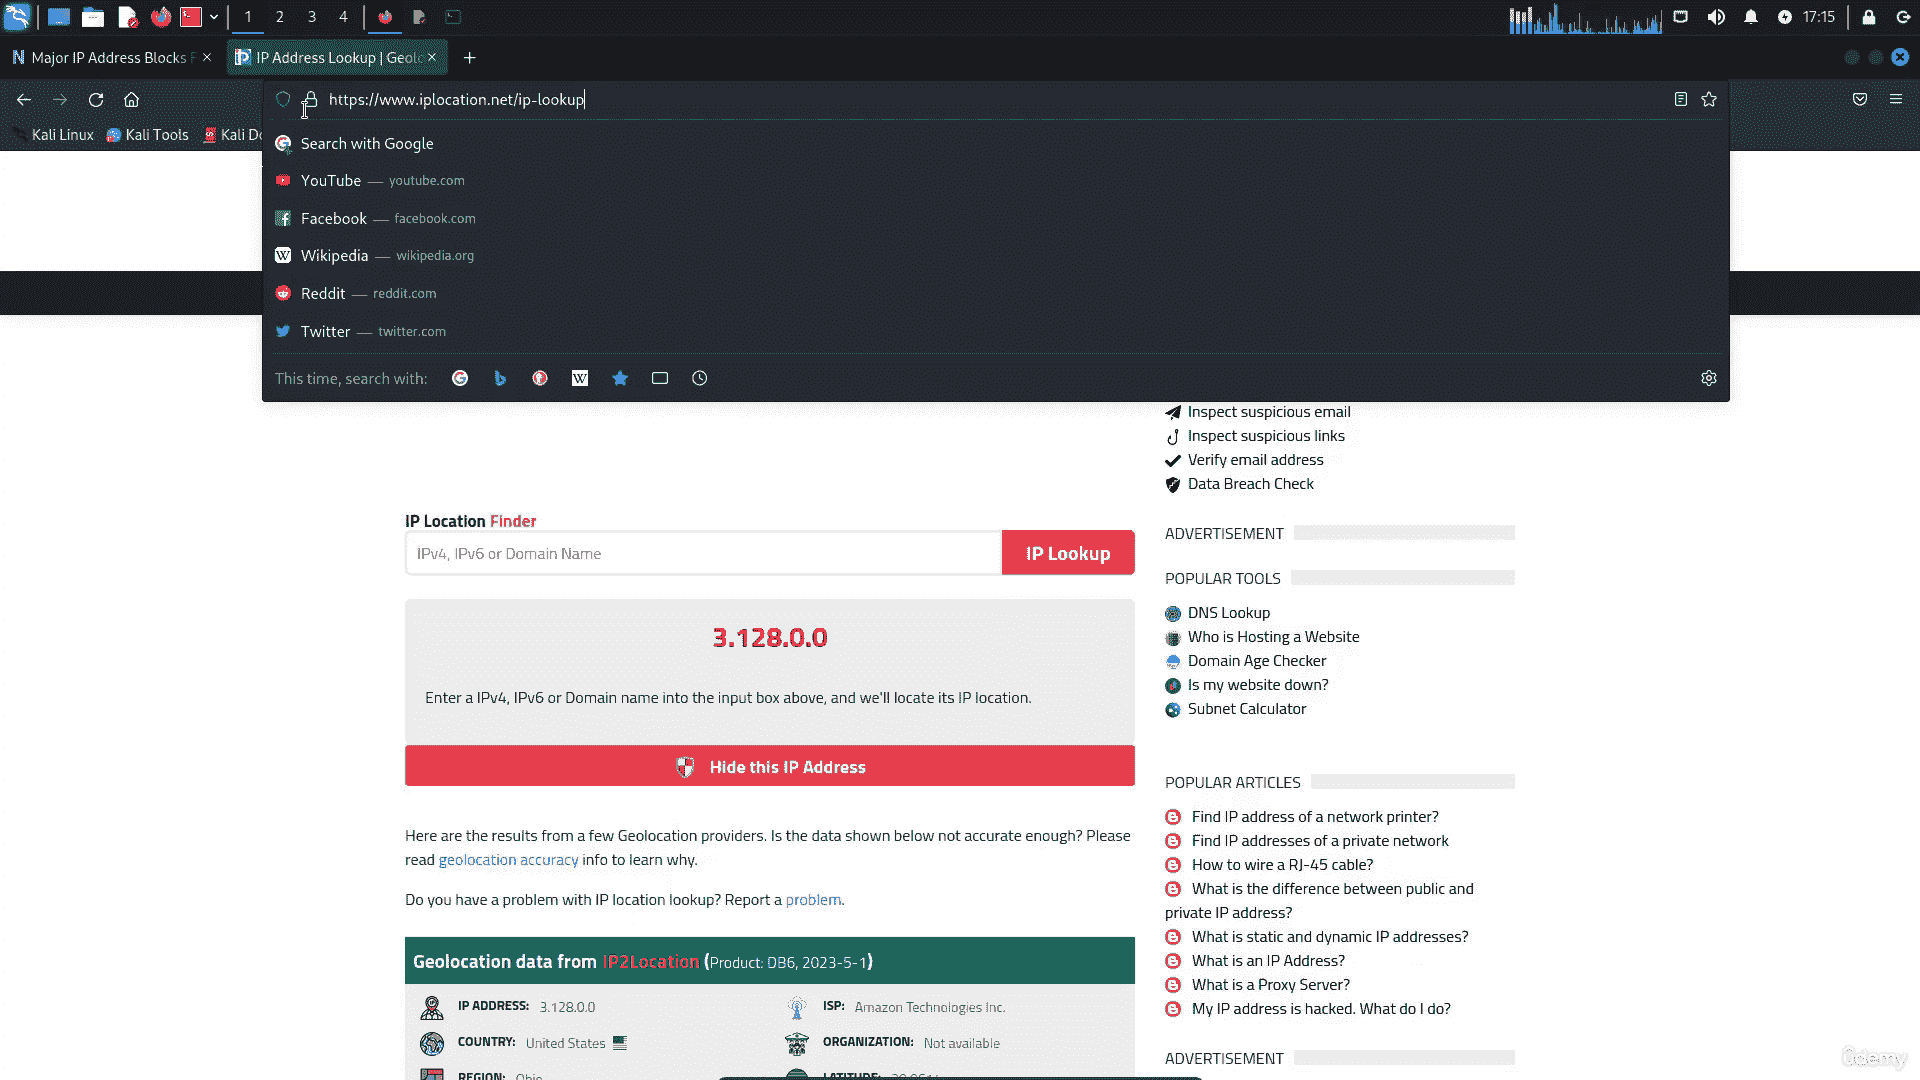 1 2 3 4 17:15
Major IP Address Blocks F
IP Address Lookup | Geolo
https://www.iplocation.net/ip-lookup
Kali Linux Kali Tools Kali Do
Search with Google
YouTube — youtube.com
Facebook — facebook.com
Wikipedia — wikipedia.org
Reddit — reddit.com
Twitter — twitter.com
This time, search with:
Inspect suspicious email
Inspect suspicious links
Verify email address
Data Breach Check
IP Location Finder
IPv4, IPv6 or Domain Name
IP Lookup
3.128.0.0
Enter a IPv4, IPv6 or Domain name into the input box above, and we'll locate its IP location.
Hide this IP Address
Here are the results from a few Geolocation providers. Is the data shown below not accurate enough? Please
read geolocation accuracy info to learn why.
Do you have a problem with IP location lookup? Report a problem.
Geolocation data from IP2Location (Product: DB6, 2023-5-1)
IP ADDRESS: 3.128.0.0
ISP: Amazon Technologies Inc.
COUNTRY: United States
ORGANIZATION: Not available
REGION: Ohio
LATITUDE:
ADVERTISEMENT
POPULAR TOOLS
DNS Lookup
Who is Hosting a Website
Domain Age Checker
Is my website down?
Subnet Calculator
POPULAR ARTICLES
Find IP address of a network printer?
Find IP addresses of a private network
How to wire a RJ-45 cable?
What is the difference between public and
private IP address?
What is static and dynamic IP addresses?
What is an IP Address?
What is a Proxy Server?
My IP address is hacked. What do I do?
ADVERTISEMENT
ûdemy